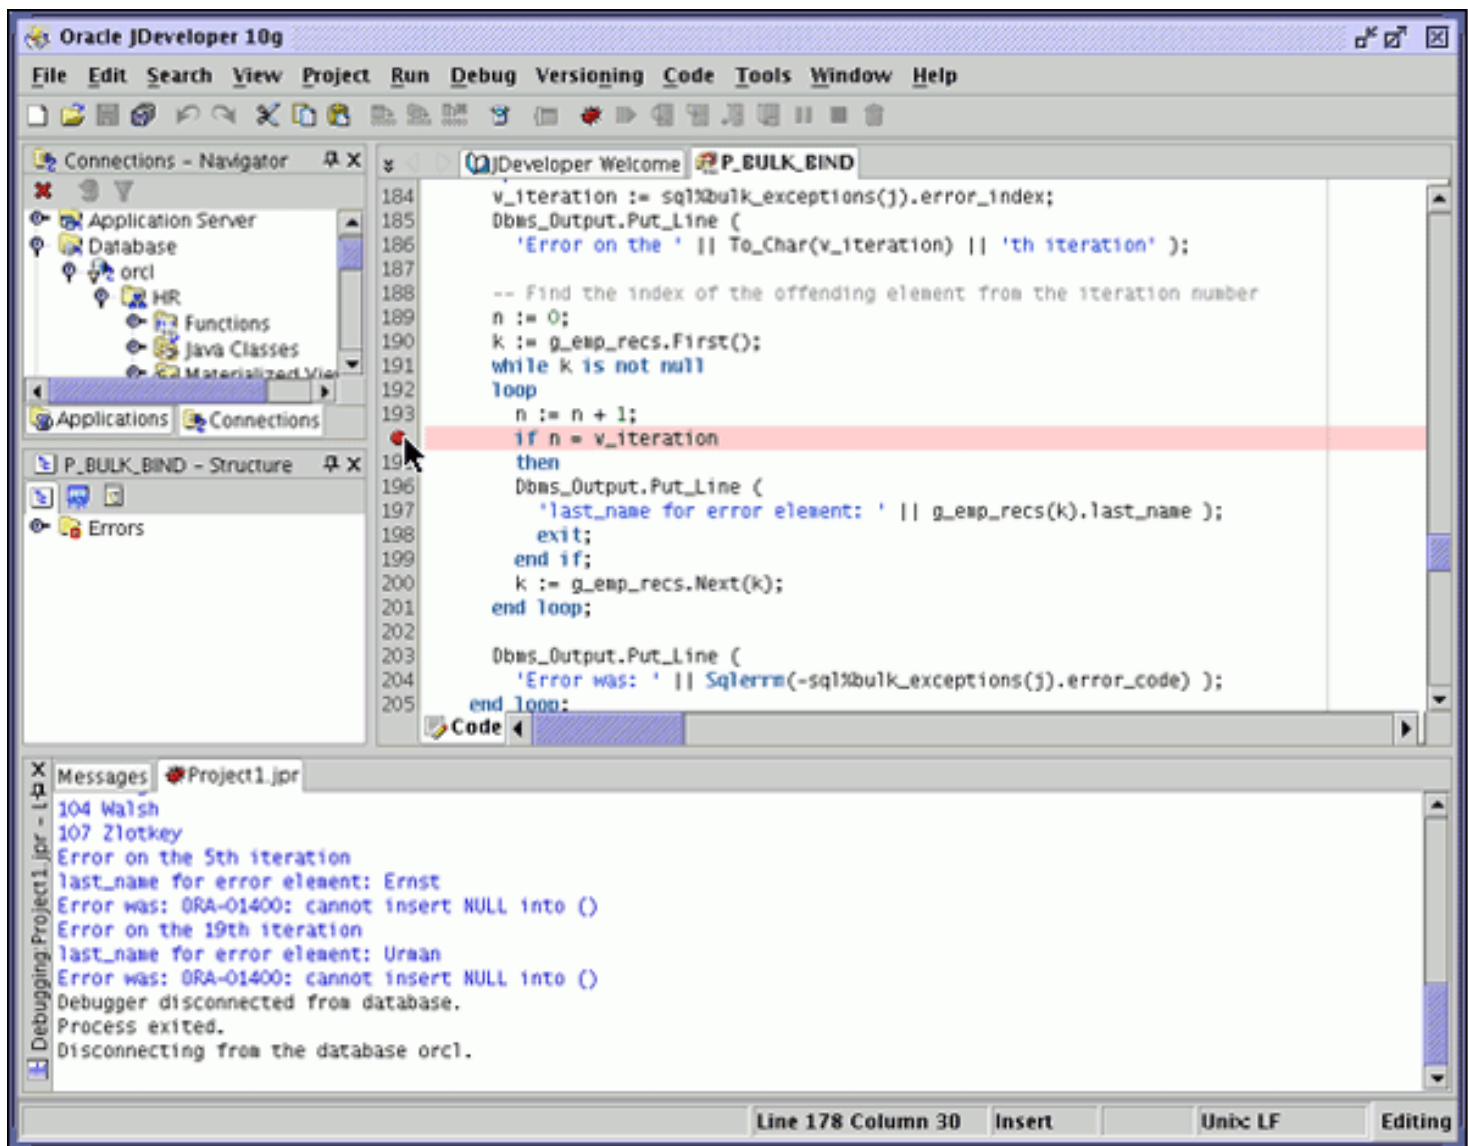 Oracle JDeveloper 10g
File Edit Search View Project Run Debug Versioning Code Tools Window Help
Connections - Navigator
Application Server
Database
orcl
HR
Functions
Java Classes
Materialized
Applications Connections
P_BULK_BIND - Structure
Errors
JDeveloper Welcome P_BULK_BIND
184 v_iteration := sql%bulk_exceptions(j).error_index;
185 Dbms_Output.Put_Line (
186 'Error on the ' || To_Char(v_iteration) || 'th iteration' );
187
188 -- Find the index of the offending element from the iteration number
189 n := 0;
190 k := g_emp_recs.First();
191 while k is not null
192 loop
193 n := n + 1;
if n = v_iteration
then
196 Dbms_Output.Put_Line (
197 'last_name for error element: ' || g_emp_recs(k).last_name );
198 exit;
199 end if;
200 k := g_emp_recs.Next(k);
201 end loop;
202
203 Dbms_Output.Put_Line (
204 'Error was: ' || Sqlerrm(-sql%bulk_exceptions(j).error_code) );
205 end loop;
Code
Messages Project1.jpr
Debugging:Project1.jpr - L
104 Walsh
107 Zlotkey
Error on the 5th iteration
last_name for error element: Ernst
Error was: ORA-01400: cannot insert NULL into ()
Error on the 19th iteration
last_name for error element: Urman
Error was: ORA-01400: cannot insert NULL into ()
Debugger disconnected from database.
Process exited.
Disconnecting from the database orcl.
Line 178 Column 30 Insert Unix: LF Editing